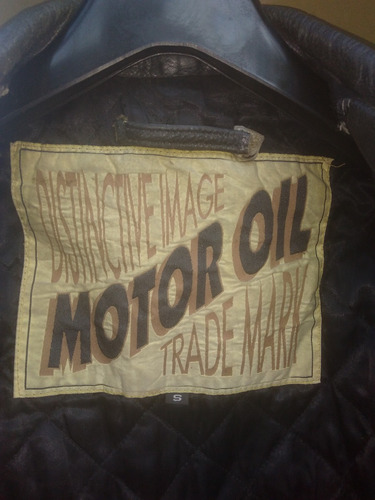 DISTINCTIVE IMAGE
MOTOR OIL
TRADE MARK
S